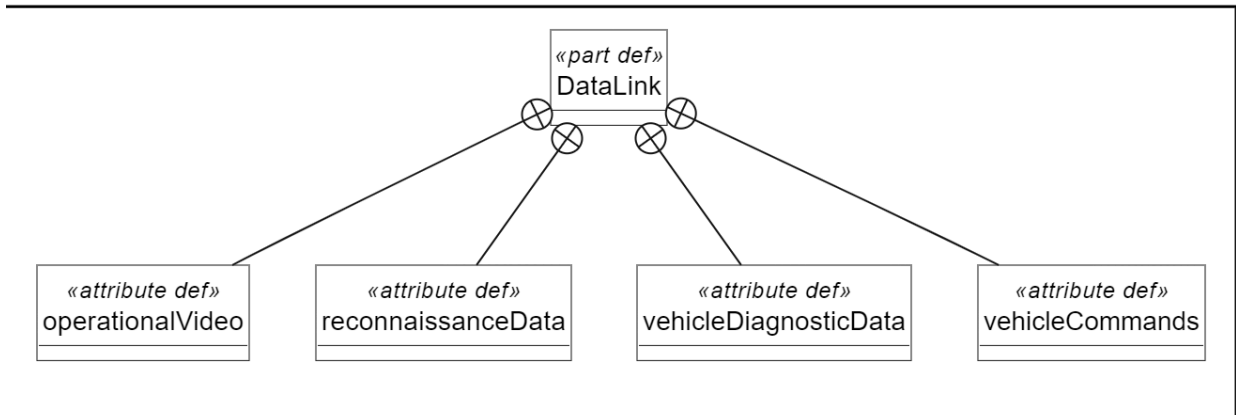 «part def»
DataLink
«attribute def»
operationalVideo
«attribute def»
reconnaissanceData
«attribute def»
vehicleDiagnosticData
«attribute def»
vehicleCommands